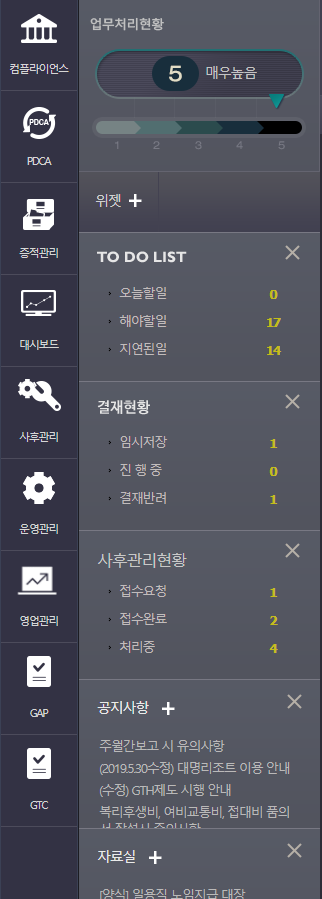 컴플라이언스
PDCA
PDCA
증적관리
대시보드
사후관리
운영관리
영업관리
GAP
GTC
업무처리현황
5 매우높음
1 2 3 4 5
위젯 +
TO DO LIST
오늘할일 0
해야할일 17
지연된일 14
결재현황
임시저장 1
진 행 중 0
결재반려 1
사후관리현황
접수요청 1
접수완료 2
처리중 4
공지사항 +
주월간보고 시 유의사항
(2019.5.30수정) 대명리조트 이용 안내
(수정) GTH제도 시행 안내
복리후생비, 여비교통비, 접대비 품의
자료실 +
[양식] 일용직 노임지급 대장